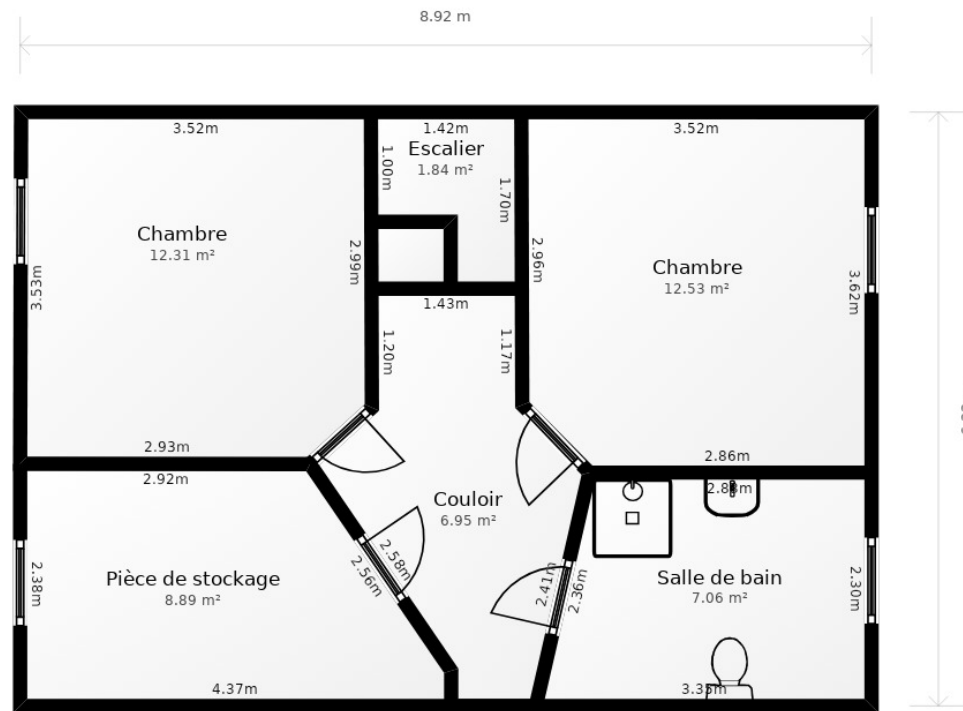 8.92 m
3.52m
1.42m
3.52m
Escalier
1.84 m²
1.00m
1.70m
Chambre
12.31 m²
2.99m
2.96m
Chambre
12.53 m²
3.53m
3.62m
1.43m
1.20m
1.17m
2.93m
2.86m
2.92m
Couloir
6.95 m²
2.58m
2.56m
2.41m
2.36m
Pièce de stockage
8.89 m²
2.38m
Salle de bain
7.06 m²
2.30m
4.37m
3.35m